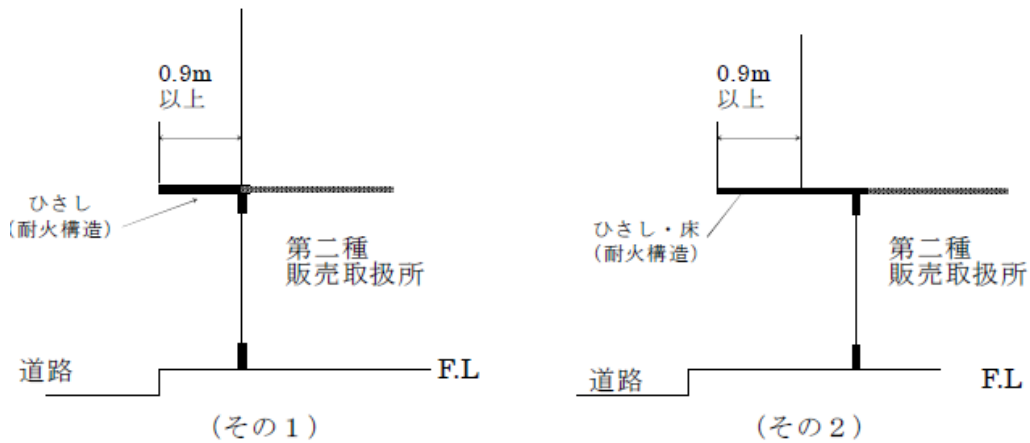 0.9m
以上
ひさし
(耐火構造)
第二種
販売取扱所
道路
F.L
(その1)
0.9m
以上
ひさし・床
(耐火構造)
第二種
販売取扱所
道路
F.L
(その2)